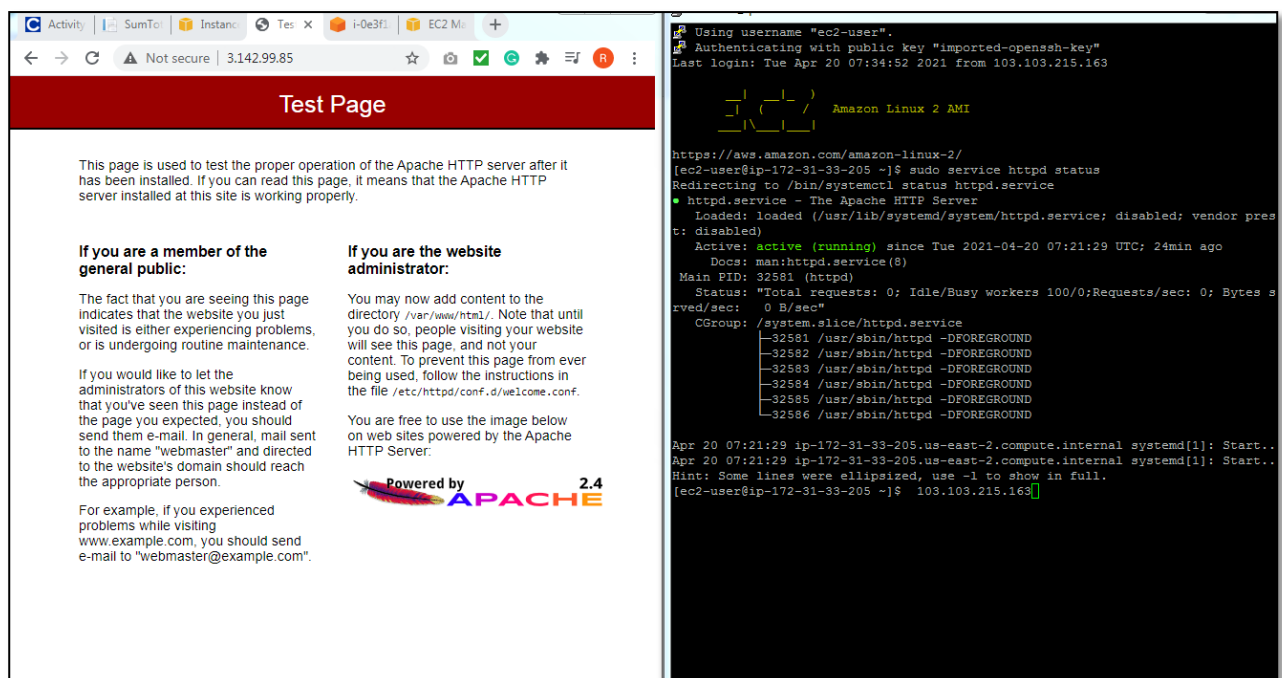 Activity
SumTo
Instanc
Tes
i-0e3f1
EC2 Ma
Not secure | 3.142.99.85
R
Test Page
This page is used to test the proper operation of the Apache HTTP server after it
has been installed. If you can read this page, it means that the Apache HTTP
server installed at this site is working properly.
If you are a member of the
general public:
The fact that you are seeing this page
indicates that the website you just
visited is either experiencing problems,
or is undergoing routine maintenance.
If you would like to let the
administrators of this website know
that you've seen this page instead of
the page you expected, you should
send them e-mail. In general, mail sent
to the name "webmaster" and directed
to the website's domain should reach
the appropriate person.
For example, if you experienced
problems while visiting
www.example.com, you should send
e-mail to "webmaster@example.com".
If you are the website
administrator:
You may now add content to the
directory /var/www/html/. Note that until
you do so, people visiting your website
will see this page, and not your
content. To prevent this page from ever
being used, follow the instructions in
the file /etc/httpd/conf.d/welcome.conf.
You are free to use the image below
on web sites powered by the Apache
HTTP Server:
Powered by 2.4
APACHE
Using username "ec2-user".
Authenticating with public key "imported-openssh-key"
Last login: Tue Apr 20 07:34:52 2021 from 103.103.215.163
__|  __|_  )
_|  (     /   Amazon Linux 2 AMI
___|\___|___|
https://aws.amazon.com/amazon-linux-2/
[ec2-user@ip-172-31-33-205 ~]$ sudo service httpd status
Redirecting to /bin/systemctl status httpd.service
● httpd.service - The Apache HTTP Server
Loaded: loaded (/usr/lib/systemd/system/httpd.service; disabled; vendor pres
t: disabled)
Active: active (running) since Tue 2021-04-20 07:21:29 UTC; 24min ago
Docs: man:httpd.service(8)
Main PID: 32581 (httpd)
Status: "Total requests: 0; Idle/Busy workers 100/0;Requests/sec: 0; Bytes s
rved/sec:   0 B/sec"
CGroup: /system.slice/httpd.service
├─32581 /usr/sbin/httpd -DFOREGROUND
├─32582 /usr/sbin/httpd -DFOREGROUND
├─32583 /usr/sbin/httpd -DFOREGROUND
├─32584 /usr/sbin/httpd -DFOREGROUND
├─32585 /usr/sbin/httpd -DFOREGROUND
└─32586 /usr/sbin/httpd -DFOREGROUND
Apr 20 07:21:29 ip-172-31-33-205.us-east-2.compute.internal systemd[1]: Start..
Apr 20 07:21:29 ip-172-31-33-205.us-east-2.compute.internal systemd[1]: Start..
Hint: Some lines were ellipsized, use -l to show in full.
[ec2-user@ip-172-31-33-205 ~]$  103.103.215.163